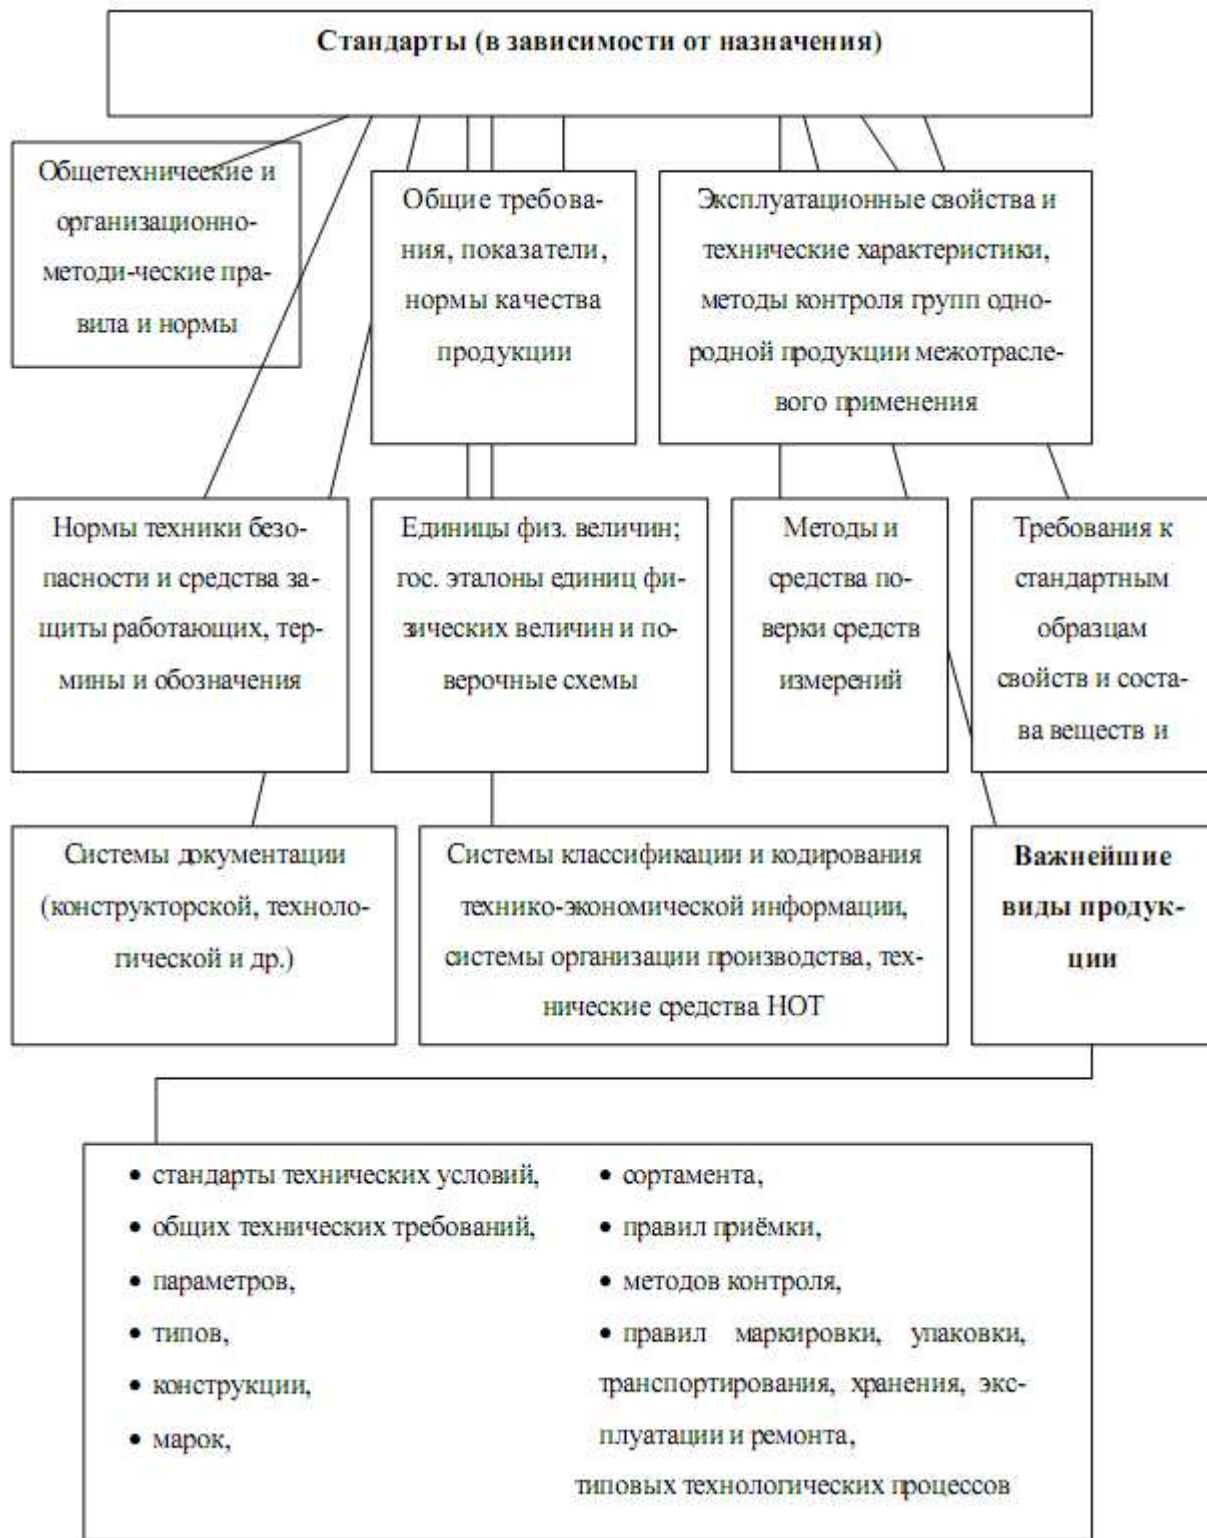 Стандарты (в зависимости от назначения)
Общетехнические и
организационно-
методи-ческие пра-
вила и нормы
Общие требова-
ния, показатели,
нормы качества
продукции
Эксплуатационные свойства и
технические характеристики,
методы контроля групп одно-
родной продукции межотрасле-
вого применения
Нормы техники безо-
пасности и средства за-
щиты работающих, тер-
мины и обозначения
Единицы физ. величин;
гос. эталоны единиц фи-
зических величин и по-
верочные схемы
Методы и
средства по-
верки средств
измерений
Требования к
стандартным
образцам
свойств и соста-
ва веществ и
Системы документации
(конструкторской, техноло-
гической и др.)
Системы классификации и кодирования
технико-экономической информации,
системы организации производства, тех-
нические средства НОТ
Важнейшие
виды продук-
ции
• стандарты технических условий,
• общих технических требований,
• параметров,
• типов,
• конструкции,
• марок,
• сортамента,
• правил приёмки,
• методов контроля,
• правил маркировки, упаковки,
транспортирования, хранения, экс-
плуатации и ремонта,
типовых технологических процессов